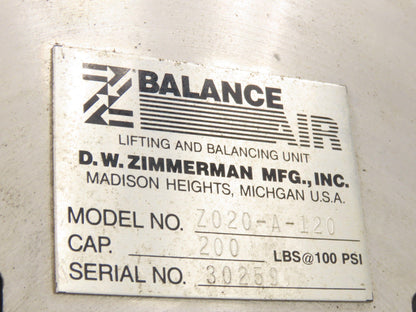 BALANCE
AIR
LIFTING AND BALANCING UNIT
D.W. ZIMMERMAN MFG., INC.
MADISON HEIGHTS, MICHGAN U.S.A.
MODEL NO. Z020-A-120
CAP. 200 LBS@100 PSI
SERIAL NO. 30259